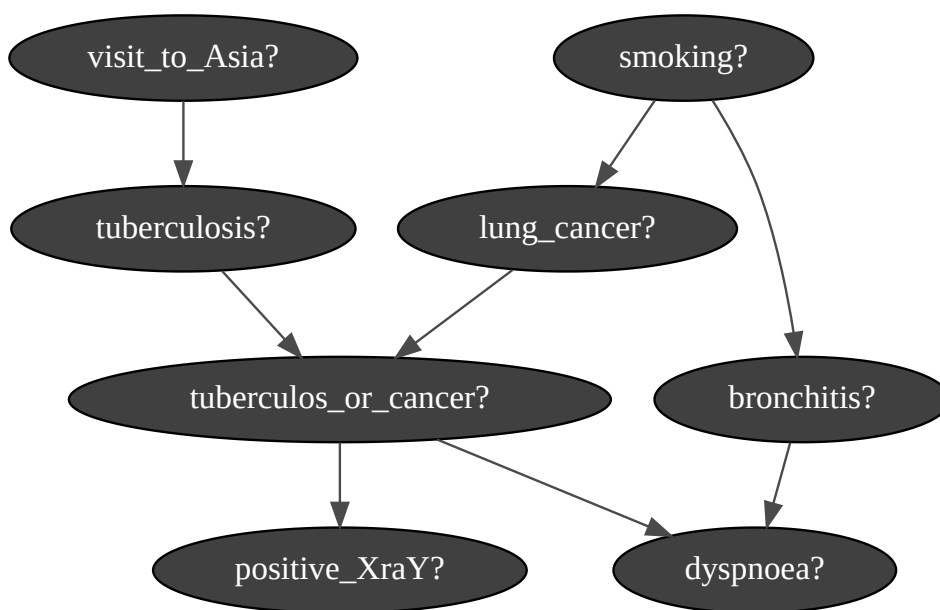 visit_to_Asia?
smoking?
tuberculosis?
lung_cancer?
tuberculos_or_cancer?
bronchitis?
positive_XraY?
dyspnoea?